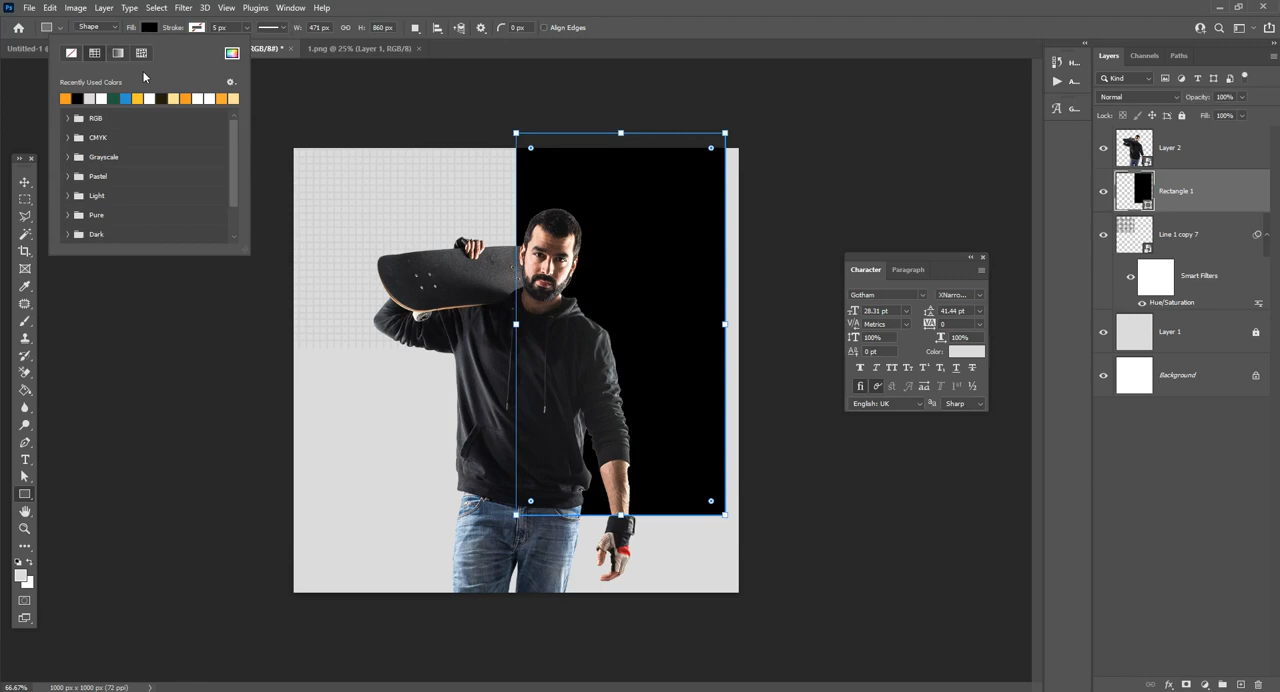 Ps File Edit Image Layer Type Select Filter 3D View Plugins Window Help
Shape Fill: Stroke: 5 px W: 471 px H: 860 px 0 px Align Edges
Untitled-1 @ RGB/8#) * × 1.png @ 25% (Layer 1, RGB/8) ×
Recently Used Colors
RGB
CMYK
Grayscale
Pastel
Light
Pure
Dark
H...
A...
G...
Character Paragraph
Gotham XNarro...
28.31 pt 41.44 pt
Metrics 0
100% 100%
0 pt Color:
English: UK Sharp
Layers Channels Paths
Kind
Normal Opacity: 100%
Lock: Fill: 100%
Layer 2
Rectangle 1
Line 1 copy 7
Smart Filters
Hue/Saturation
Layer 1
Background
66.67% 1000 px x 1000 px (72 ppi)